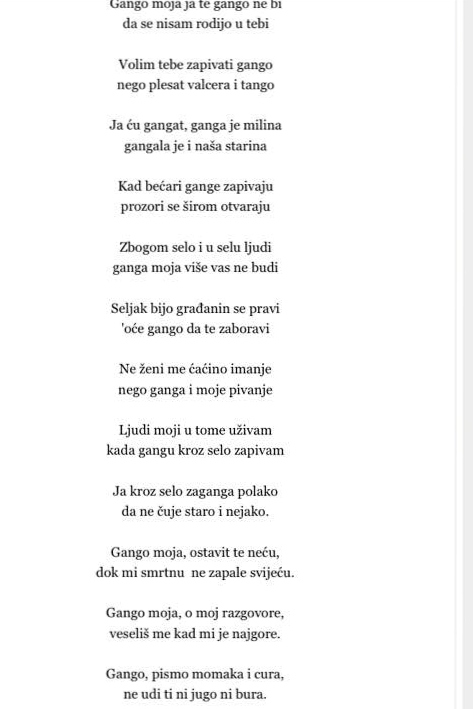 Gango moja ja te gango ne bi
da se nisam rodijo u tebi
Volim tebe zapivati gango
nego plesat valcera i tango
Ja ću gangat, ganga je milina
gangala je i naša starina
Kad bećari gange zapivaju
prozori se širom otvaraju
Zbogom selo i u selu ljudi
ganga moja više vas ne budi
Seljak bijo građanin se pravi
'oće gango da te zaboravi
Ne ženi me ćaćino imanje
nego ganga i moje pivanje
Ljudi moji u tome uživam
kada gangu kroz selo zapivam
Ja kroz selo zaganga polako
da ne čuje staro i nejako.
Gango moja, ostavit te neću,
dok mi smrtnu ne zapale svijeću.
Gango moja, o moj razgovore,
veseliš me kad mi je najgore.
Gango, pismo momaka i cura,
ne udi ti ni jugo ni bura.